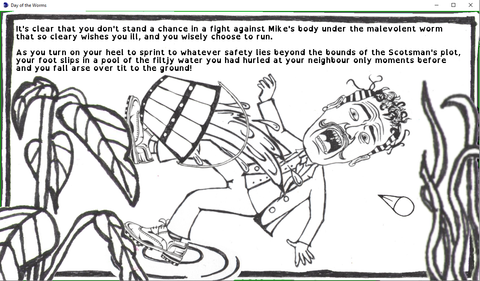 Day of the Worms
It's clear that you don't stand a chance in a fight against Mike's body under the malevolent worm
that so cleary wishes you ill, and you wisely choose to run.
As you turn on your heel to sprint to whatever safety lies beyond the bounds of the Scotsman's plot,
your foot slips in a pool of the filtjy water you had hurled at your neighbour only moments before
and you fall arse over tit to the ground!